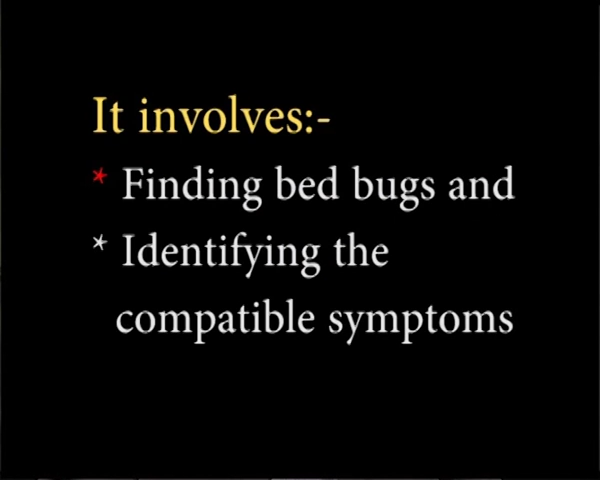 It involves:-
* Finding bed bugs and
* Identifying the
compatible symptoms